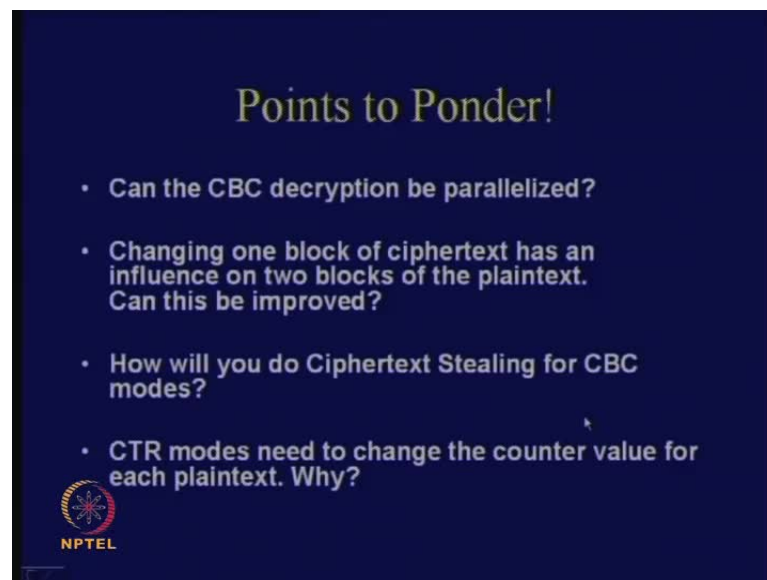 Points to Ponder!
• Can the CBC decryption be parallelized?
• Changing one block of ciphertext has an
influence on two blocks of the plaintext.
Can this be improved?
• How will you do Ciphertext Stealing for CBC
modes?
• CTR modes need to change the counter value for
each plaintext. Why?
NPTEL